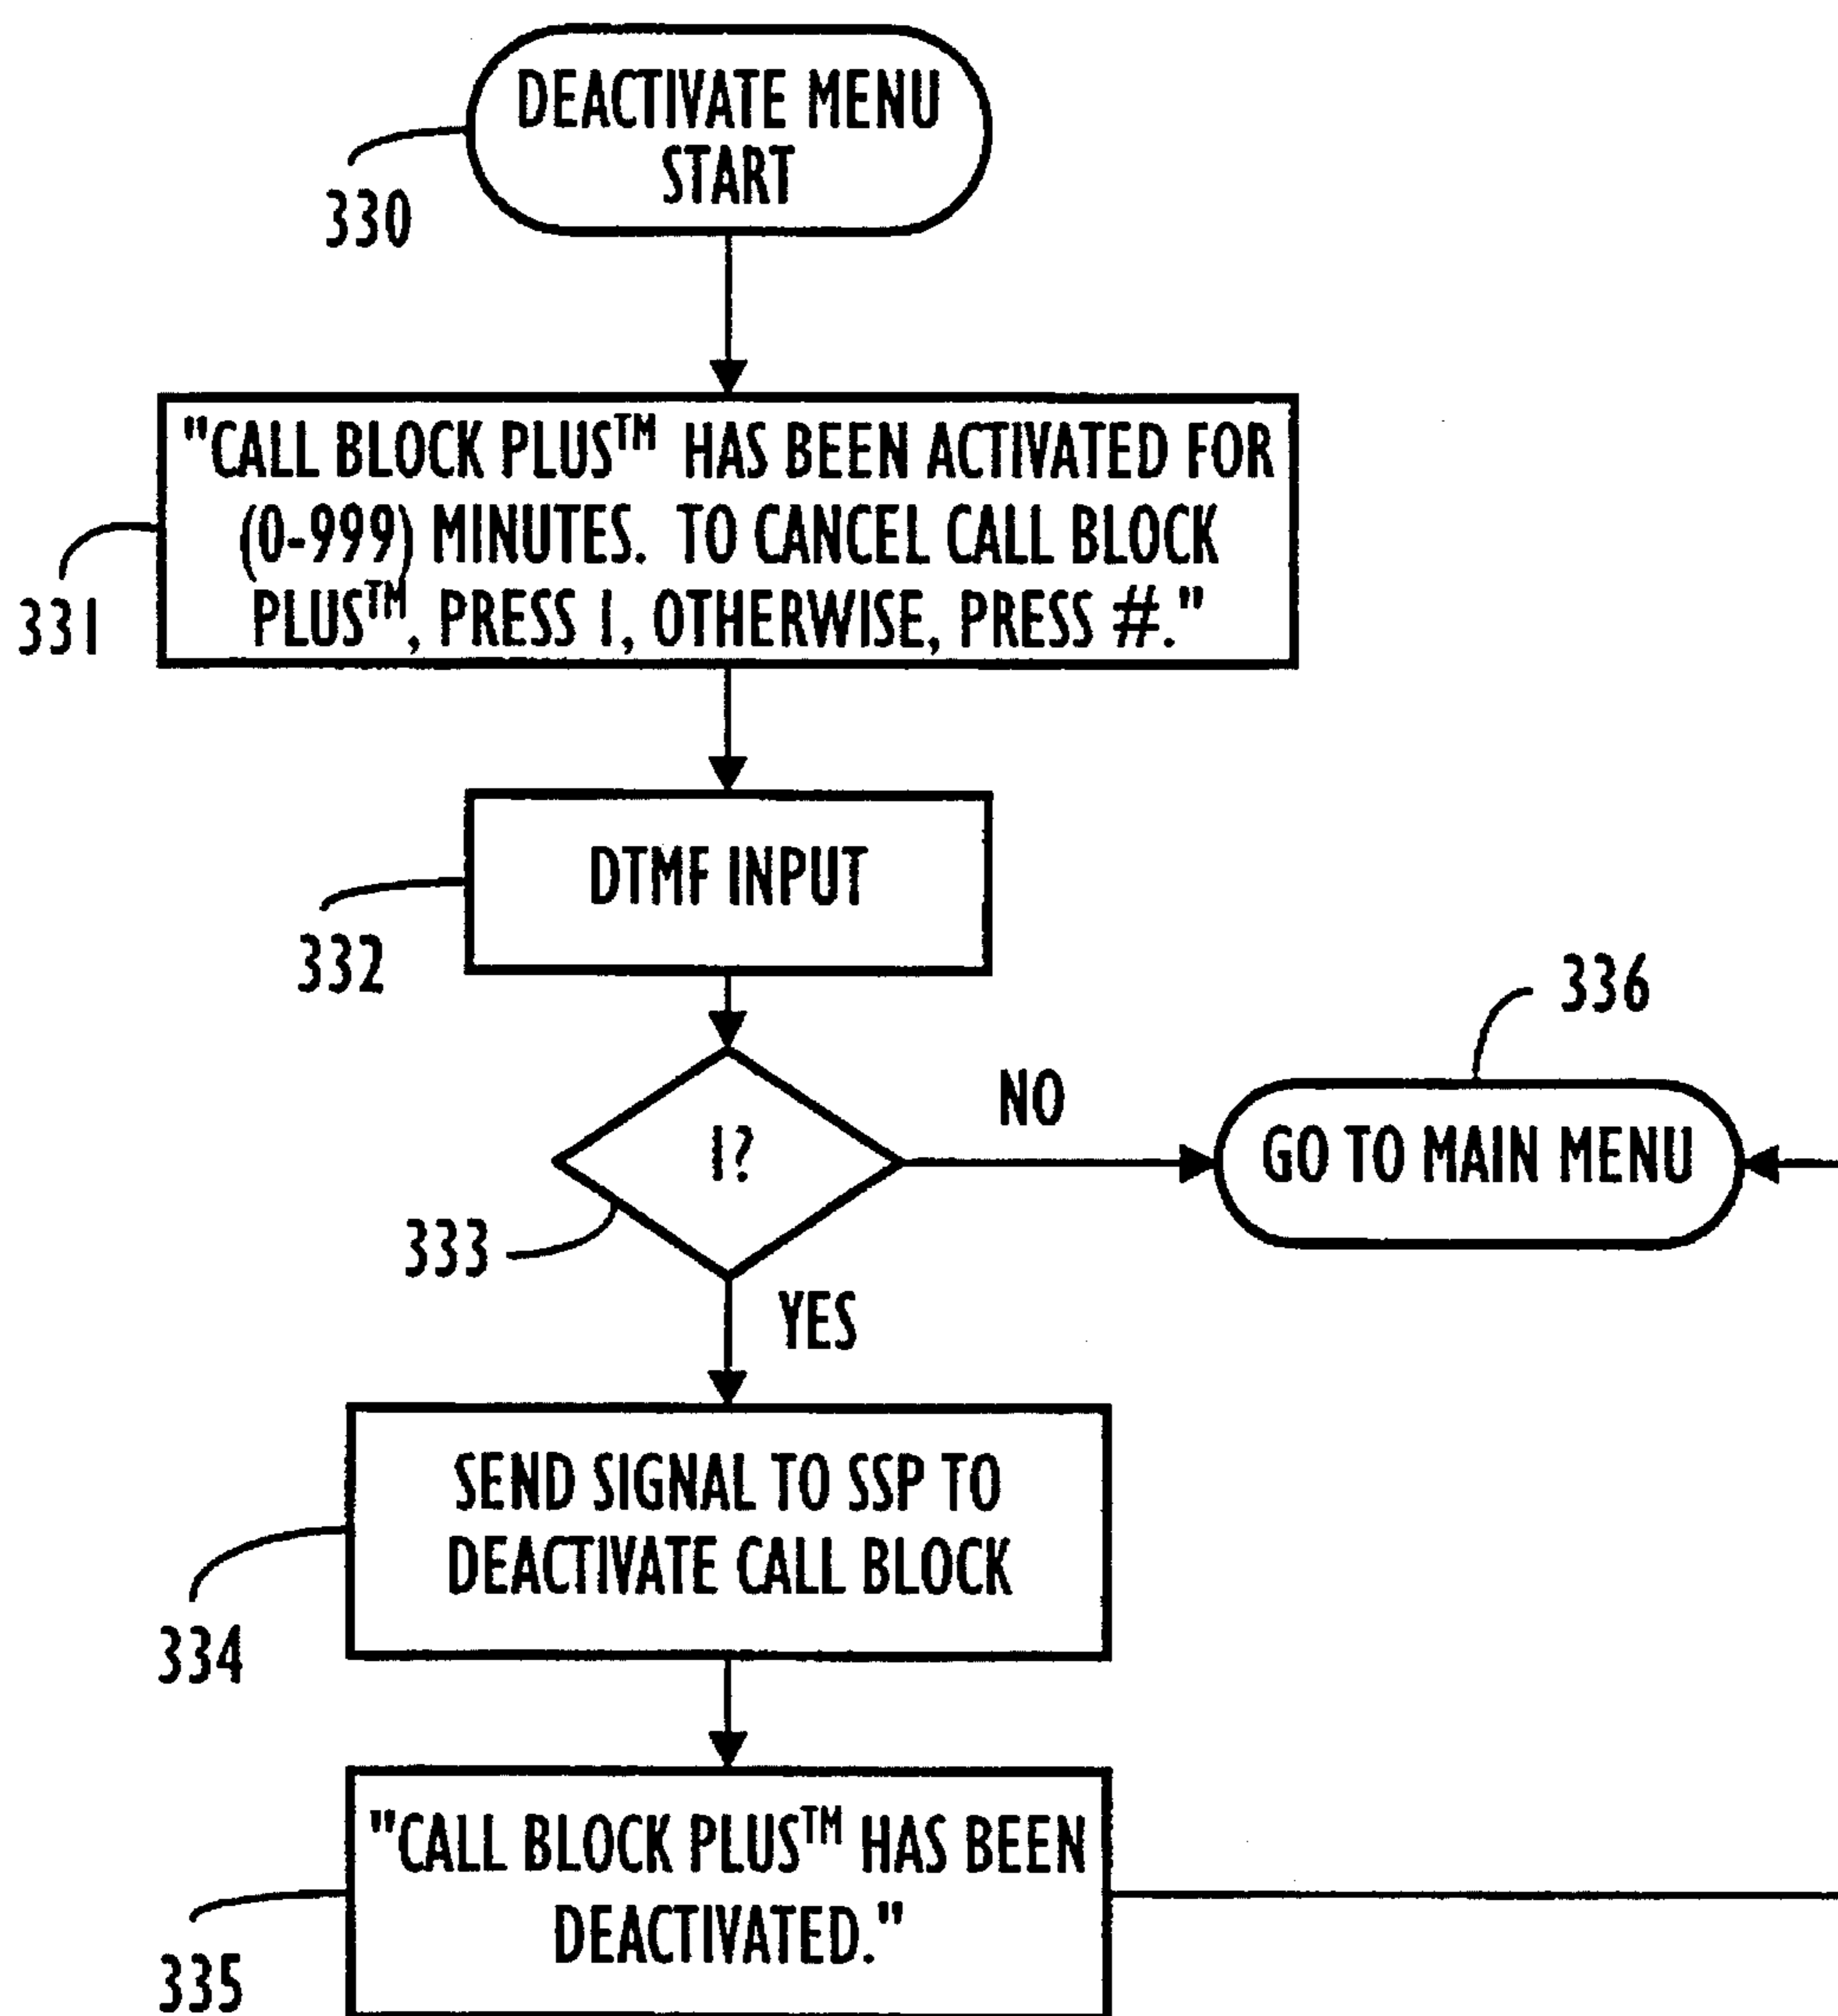 DEACTIVATE MENU
START
330
"CALL BLOCK PLUS™ HAS BEEN ACTIVATED FOR
(0-999) MINUTES. TO CANCEL CALL BLOCK
PLUS™, PRESS 1, OTHERWISE, PRESS #."
331
DTMF INPUT
332
336
NO
1?
GO TO MAIN MENU
333
YES
SEND SIGNAL TO SSP TO
DEACTIVATE CALL BLOCK
334
"CALL BLOCK PLUS™ HAS BEEN
DEACTIVATED."
335